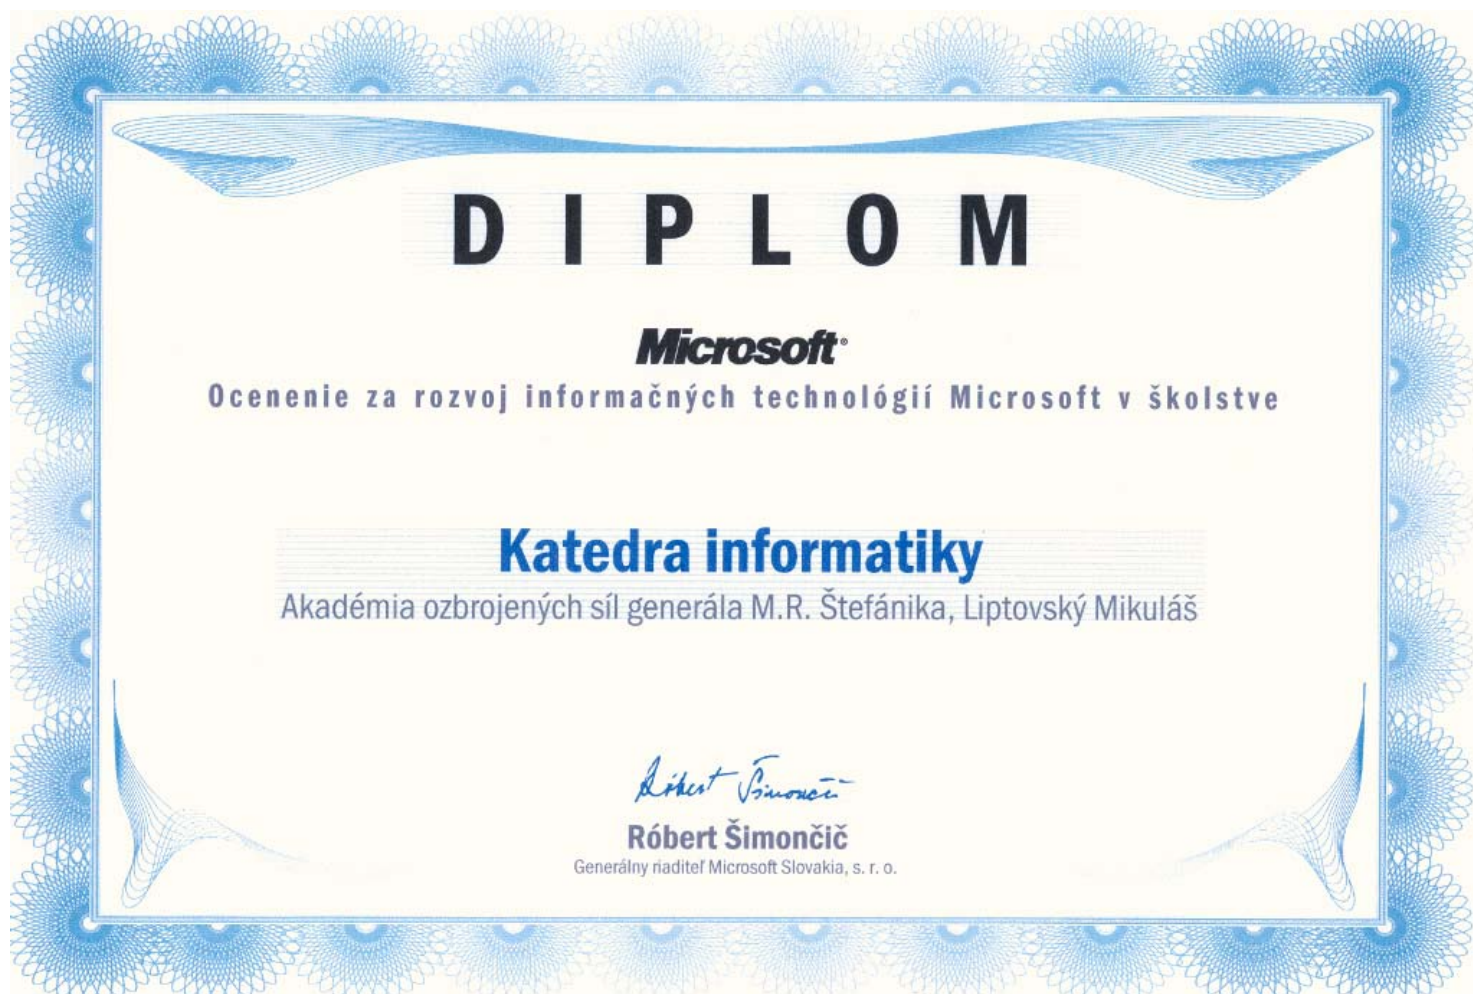 DIPLOM
Microsoft®
Ocenenie za rozvoj informačných technológií Microsoft v školstve
Katedra informatiky
Akadémia ozbrojených síl generála M.R. Štefánika, Liptovský Mikuláš
Róbert Šimončič
Róbert Šimončič
Generálny riaditeľ Microsoft Slovakia, s. r. o.